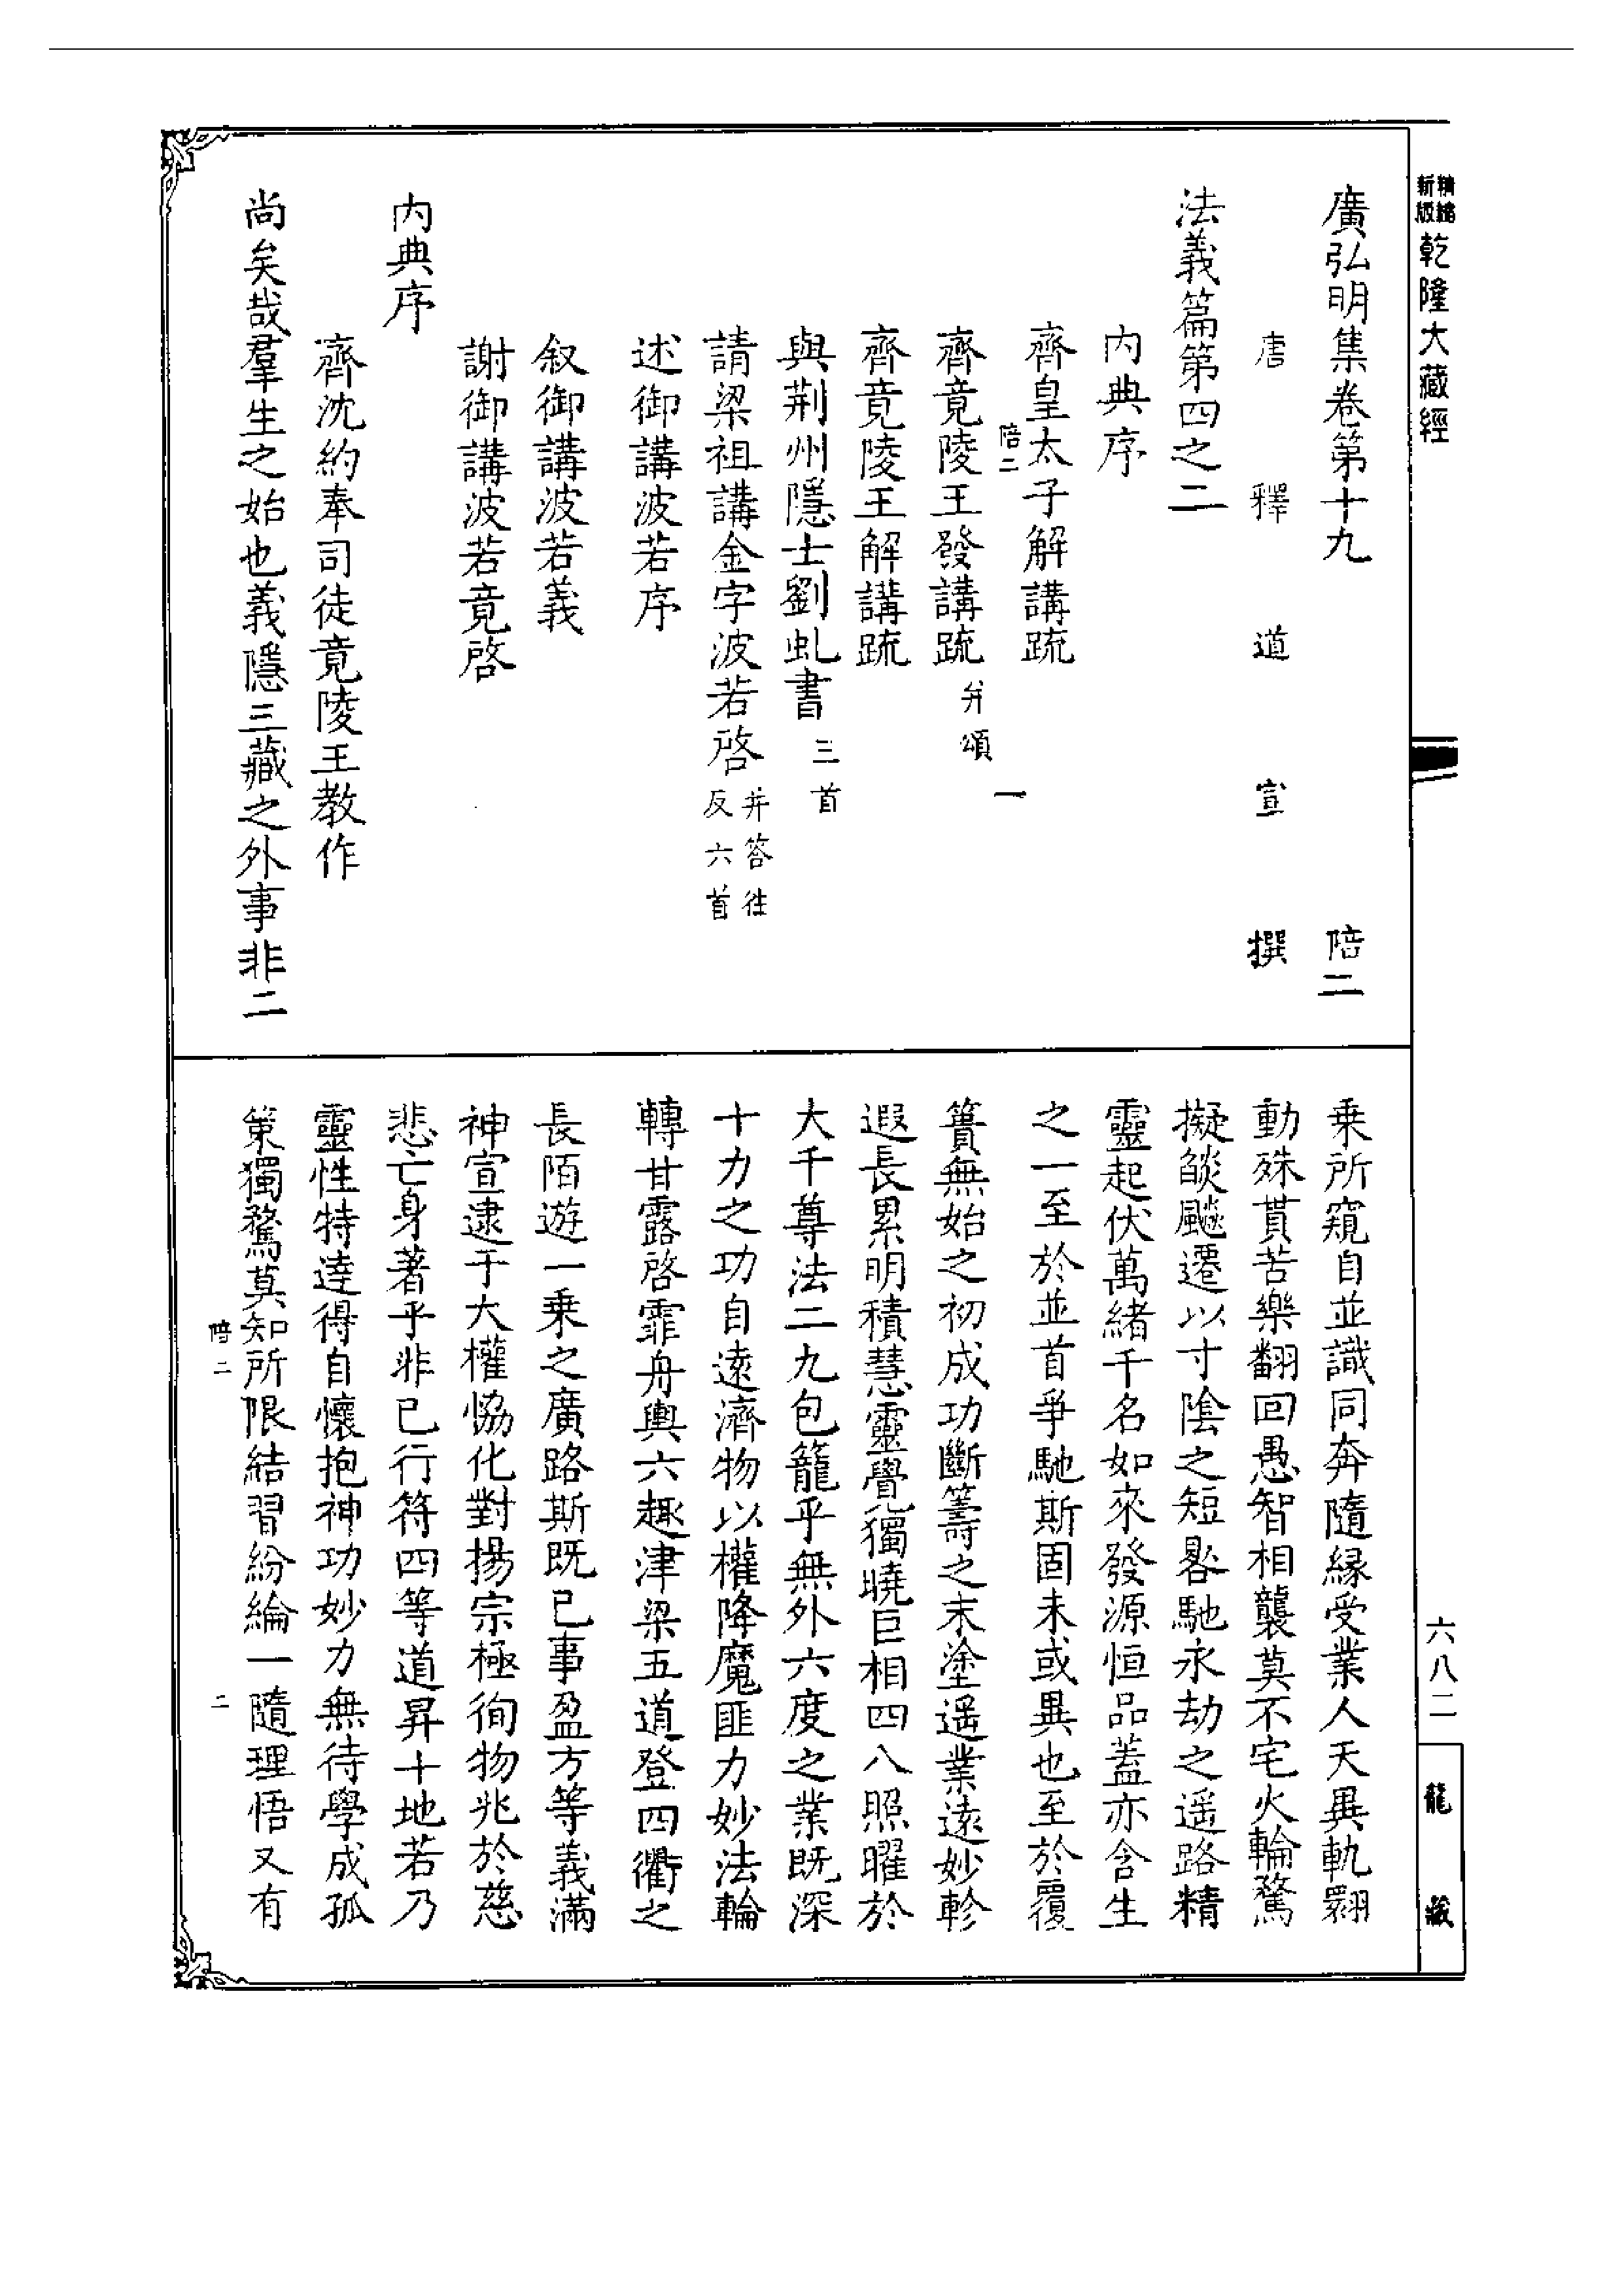 精縮新版乾隆大藏經
廣弘明集卷第十九 陪二
唐釋道宣撰
法義篇第四之二
內典序
齊皇太子解講䟽
陪二 一
齊竟陵王發講䟽并頌
齊竟陵王解講䟽
與荆州隱士劉虬書三首
請梁祖講金字波若啓并答往反六首
述御講波若序
叙御講波若義
謝御講波若竟啓
內典序
齊沈約奉司徒竟陵王教作
尚矣哉羣生之始也義隱三藏之外事非二
乗所窺自並識同奔隨縁受業人天異軌翾
動殊貫苦樂翻回愚智相襲莫不宅火輪騖
擬𦦨飈遷以寸陰之短晷馳永劫之遥路精
靈起伏萬緒千名如來發源恒品蓋亦含生
之一至於並首爭馳斯固未或異也至於覆
簣無始之初成功斷籌之末塗遥業遠妙軫
遐長累明積慧靈覺獨曉巨相四八照曜於
大千尊法二九包籠乎無外六度之業既深
十力之功自遠濟物以權降魔匪力妙法輪
轉甘露啓霏舟輿六趣津梁五道登四衢之
長陌遊一乗之廣路斯既已事盈方等義滿
神宣逮于大權恊化對揚宗極徇物兆於慈
悲亡身著乎非已行符四等道昇十地若乃
靈性特達得自懷抱神功妙力無待學成孤
策獨騖莫知所限結習紛綸一隨理悟又有
陪二 二
六八二
龍藏